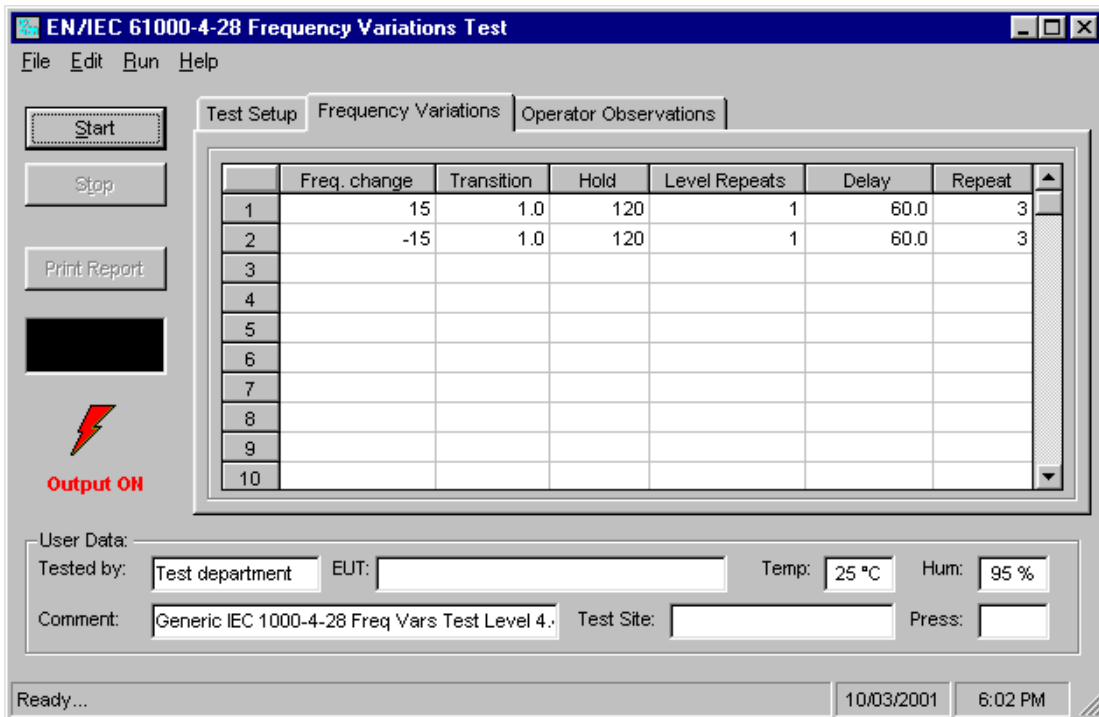 EN/IEC 61000-4-28 Frequency Variations Test
File Edit Run Help
Start
Stop
Print Report
Output ON
Test Setup Frequency Variations Operator Observations
Freq. change Transition Hold Level Repeats Delay Repeat
1 15 1.0 120 1 60.0 3
2 -15 1.0 120 1 60.0 3
3
4
5
6
7
8
9
10
User Data:
Tested by: Test department EUT: Temp: 25 °C Hum: 95 %
Comment: Generic IEC 1000-4-28 Freq Vars Test Level 4. Test Site: Press:
Ready... 10/03/2001 6:02 PM